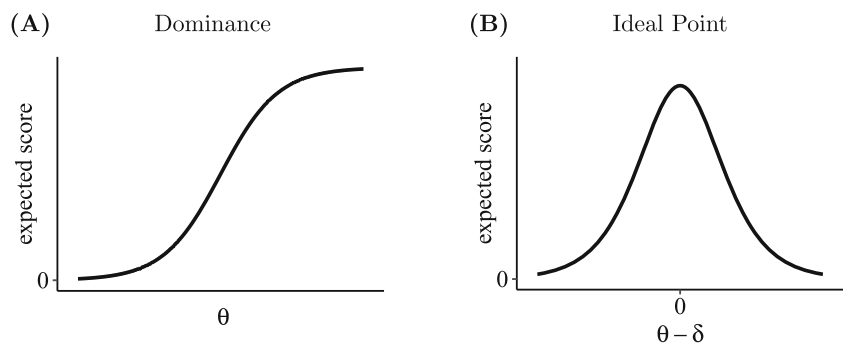 (A) Dominance
expected score
0
θ
(B) Ideal Point
expected score
0
0
θ – δ